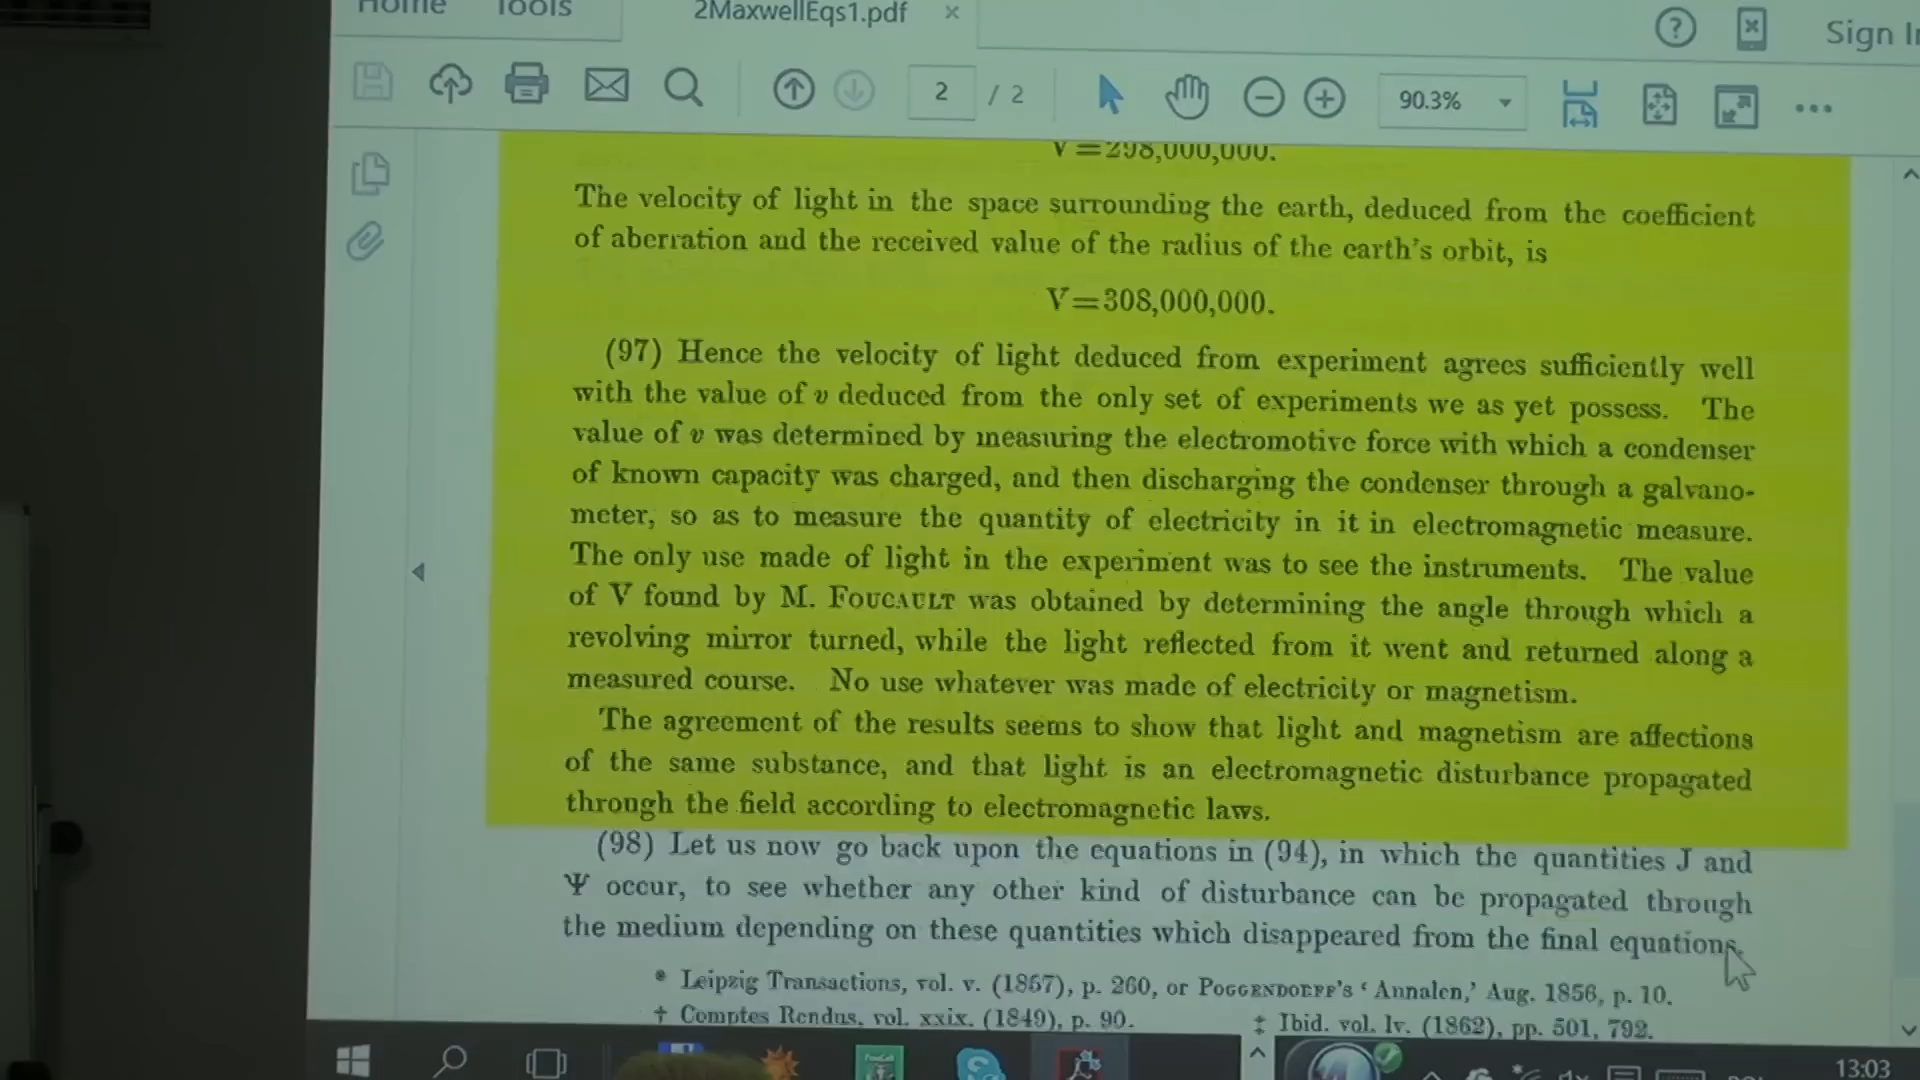 Home Tools 2MaxwellEqs1.pdf ×
? Sign In
2 / 2 90.3%
V=298,000,000.
The velocity of light in the space surrounding the earth, deduced from the coefficient
of aberration and the received value of the radius of the earth's orbit, is
V=308,000,000.
(97) Hence the velocity of light deduced from experiment agrees sufficiently well
with the value of v deduced from the only set of experiments we as yet possess. The
value of v was determined by measuring the electromotive force with which a condenser
of known capacity was charged, and then discharging the condenser through a galvano-
meter, so as to measure the quantity of electricity in it in electromagnetic measure.
The only use made of light in the experiment was to see the instruments. The value
of V found by M. FOUCAULT was obtained by determining the angle through which a
revolving mirror turned, while the light reflected from it went and returned along a
measured course. No use whatever was made of electricity or magnetism.
The agreement of the results seems to show that light and magnetism are affections
of the same substance, and that light is an electromagnetic disturbance propagated
through the field according to electromagnetic laws.
(98) Let us now go back upon the equations in (94), in which the quantities J and
Ψ occur, to see whether any other kind of disturbance can be propagated through
the medium depending on these quantities which disappeared from the final equations.
* Leipzig Transactions, vol. v. (1857), p. 260, or POGGENDORFF's ‘Annalen,’ Aug. 1856, p. 10.
† Comptes Rendus, vol. xxix. (1849), p. 90. ‡ Ibid. vol. lv. (1862), pp. 501, 792.
13:03